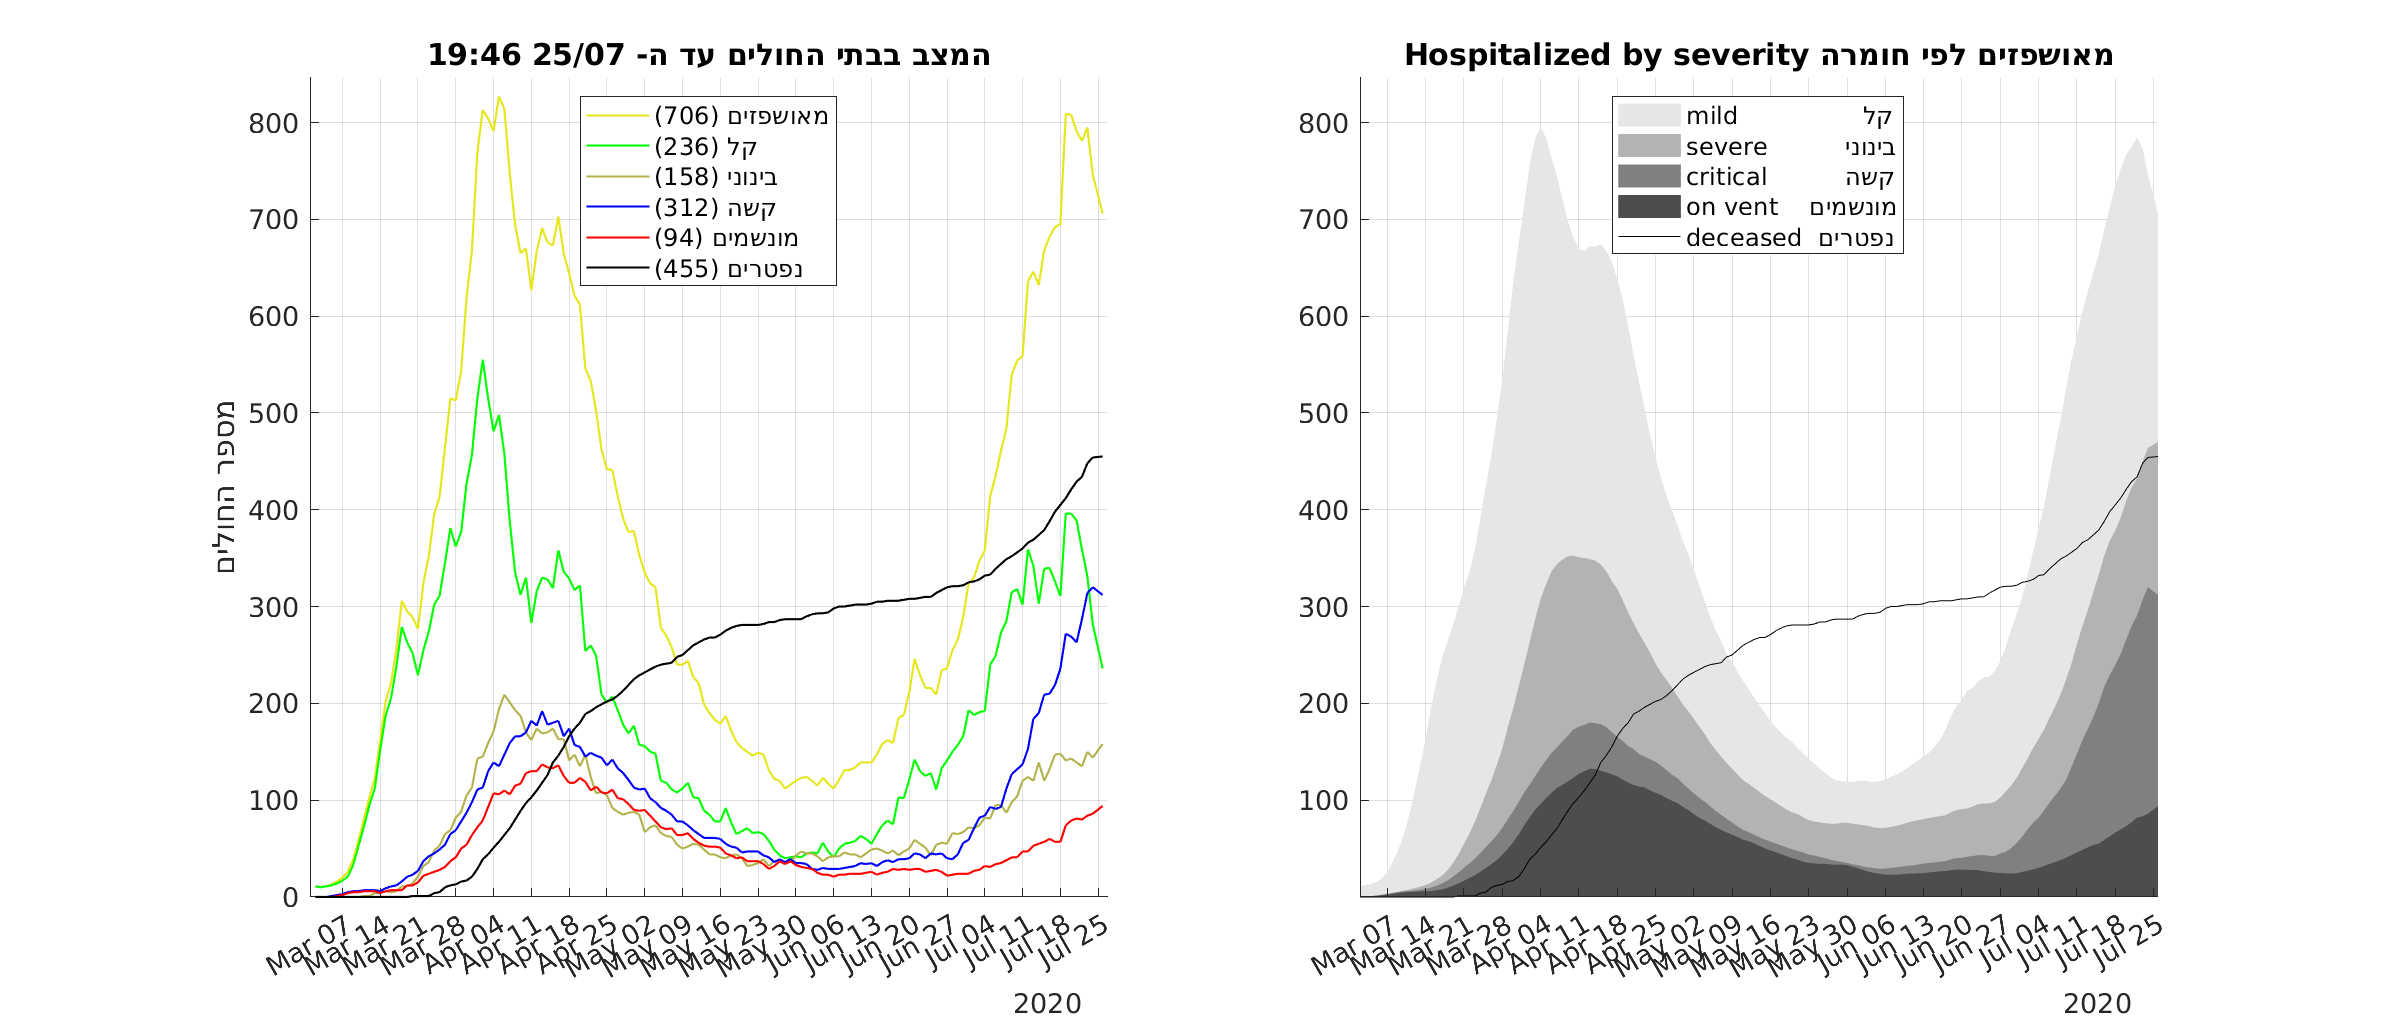 המצב בבתי החולים עד ה- 25/07 19:46
מספר החולים
800
700
600
500
400
300
200
100
0
מאושפזים (706)
קל (236)
בינוני (158)
קשה (312)
מונשמים (94)
נפטרים (455)
Mar 07
Mar 14
Mar 21
Mar 28
Apr 04
Apr 11
Apr 18
Apr 25
May 02
May 09
May 16
May 23
May 30
Jun 06
Jun 13
Jun 20
Jun 27
Jul 04
Jul 11
Jul 18
Jul 25
2020
Hospitalized by severity מאושפזים לפי חומרה
800
700
600
500
400
300
200
100
mild קל
severe בינוני
critical קשה
on vent מונשמים
deceased נפטרים
Mar 07
Mar 14
Mar 21
Mar 28
Apr 04
Apr 11
Apr 18
Apr 25
May 02
May 09
May 16
May 23
May 30
Jun 06
Jun 13
Jun 20
Jun 27
Jul 04
Jul 11
Jul 18
Jul 25
2020